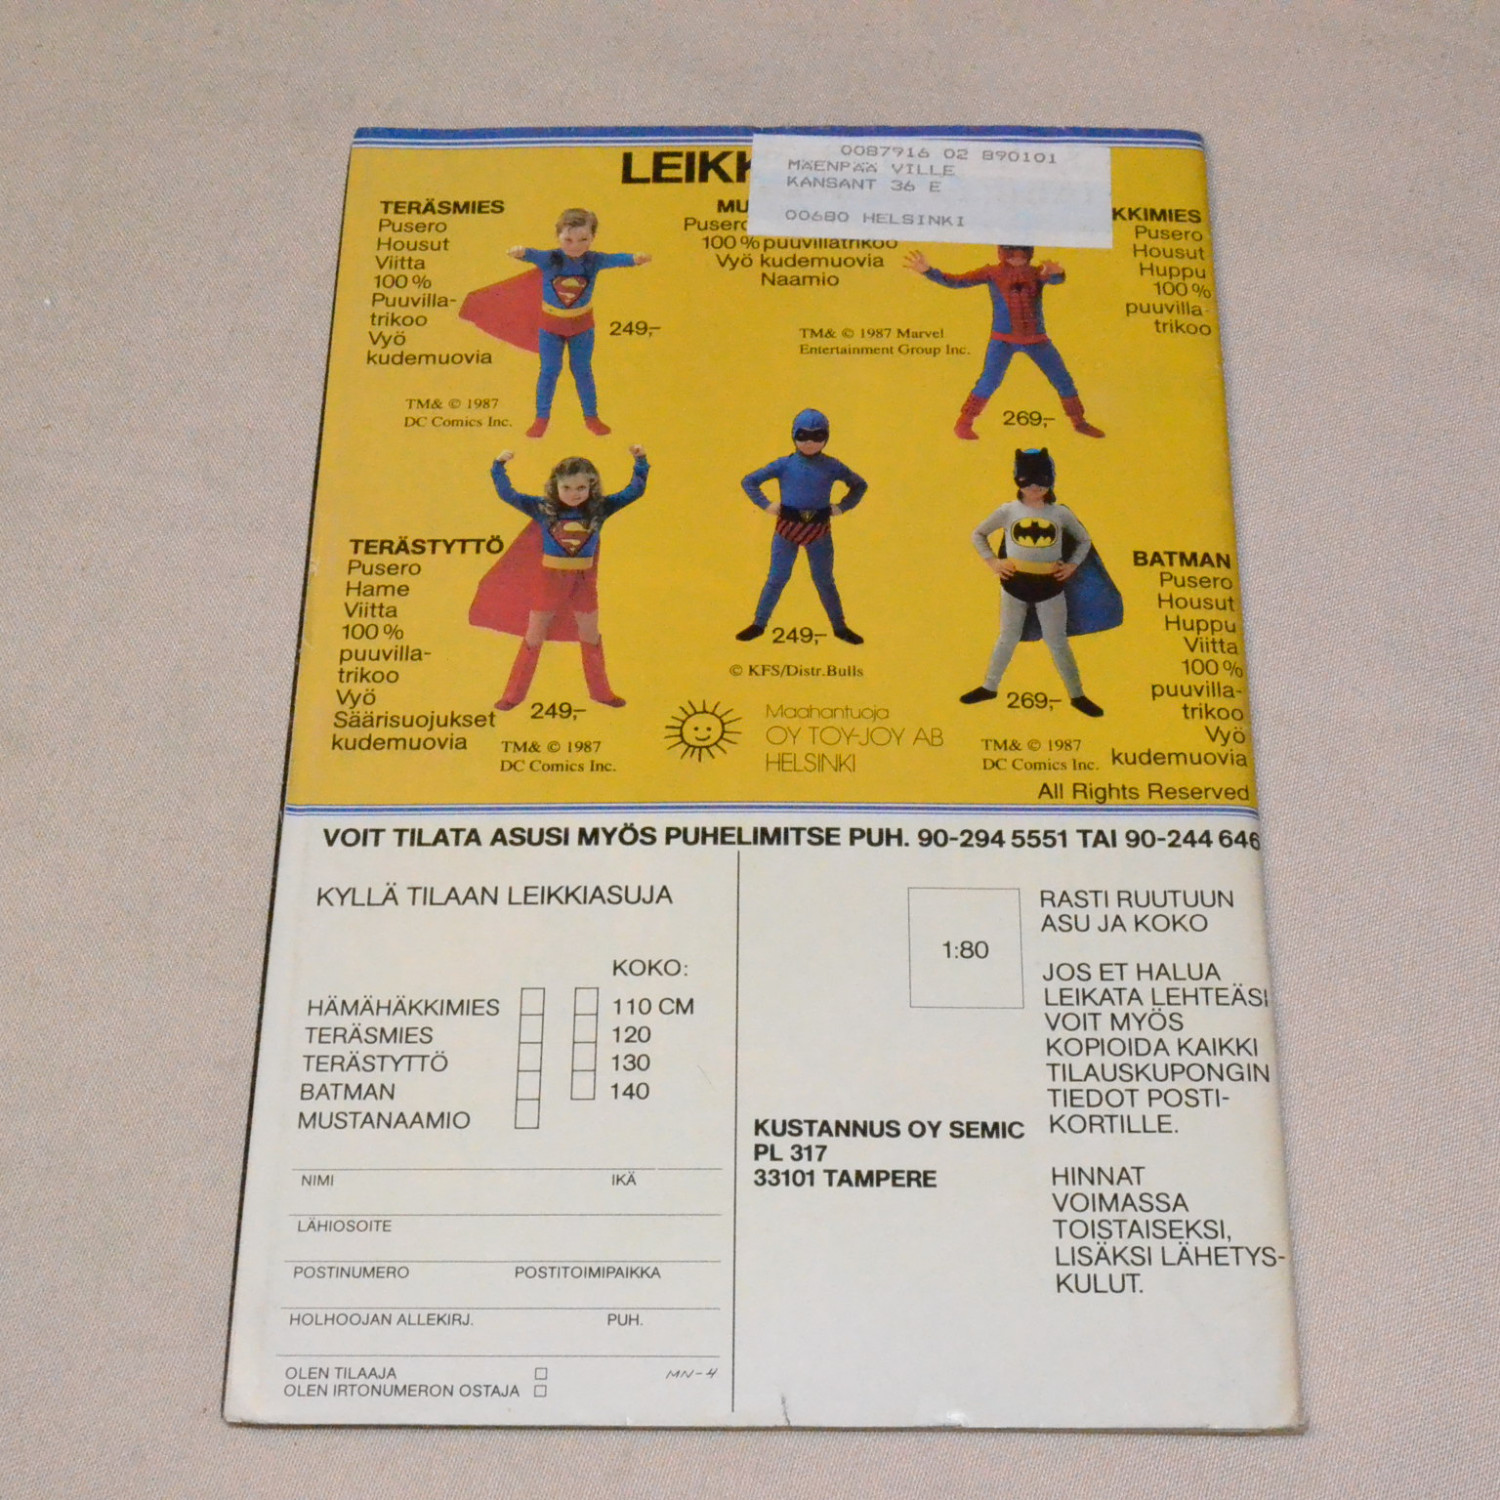 LEIKK
0087916 02 890101
MÄENPÄÄ VILLE
KANSANT 36 E
00680 HELSINKI
TERÄSMIES
Pusero
Housut
Viitta
100 %
Puuvilla-
trikoo
Vyö
kudemuovia
249,-
TM& © 1987
DC Comics Inc.
MU
Pusero
100 % puuvillatrikoo
Vyö kudemuovia
Naamio
TM& © 1987 Marvel
Entertainment Group Inc.
KKIMIES
Pusero
Housut
Huppu
100 %
puuvilla-
trikoo
269,-
TERÄSTYTTÖ
Pusero
Hame
Viitta
100 %
puuvilla-
trikoo
Vyö
Säärisuojukset
kudemuovia
249,-
TM& © 1987
DC Comics Inc.
249,-
© KFS/Distr.Bulls
Maahantuoja
OY TOY-JOY AB
HELSINKI
BATMAN
Pusero
Housut
Huppu
Viitta
100 %
puuvilla-
trikoo
Vyö
kudemuovia
269,-
TM& © 1987
DC Comics Inc.
All Rights Reserved
VOIT TILATA ASUSI MYÖS PUHELIMITSE PUH. 90-294 5551 TAI 90-244 646
KYLLÄ TILAAN LEIKKIASUJA
KOKO:
HÄMÄHÄKKIMIES 110 CM
TERÄSMIES 120
TERÄSTYTTÖ 130
BATMAN 140
MUSTANAAMIO
NIMI IKÄ
LÄHIOSOITE
POSTINUMERO POSTITOIMIPAIKKA
HOLHOOJAN ALLEKIRJ. PUH.
OLEN TILAAJA
OLEN IRTONUMERON OSTAJA
MN-4
1:80
KUSTANNUS OY SEMIC
PL 317
33101 TAMPERE
RASTI RUUTUUN
ASU JA KOKO
JOS ET HALUA
LEIKATA LEHTEÄSI
VOIT MYÖS
KOPIOIDA KAIKKI
TILAUSKUPONGIN
TIEDOT POSTI-
KORTILLE.
HINNAT
VOIMASSA
TOISTAISEKSI,
LISÄKSI LÄHETYS-
KULUT.